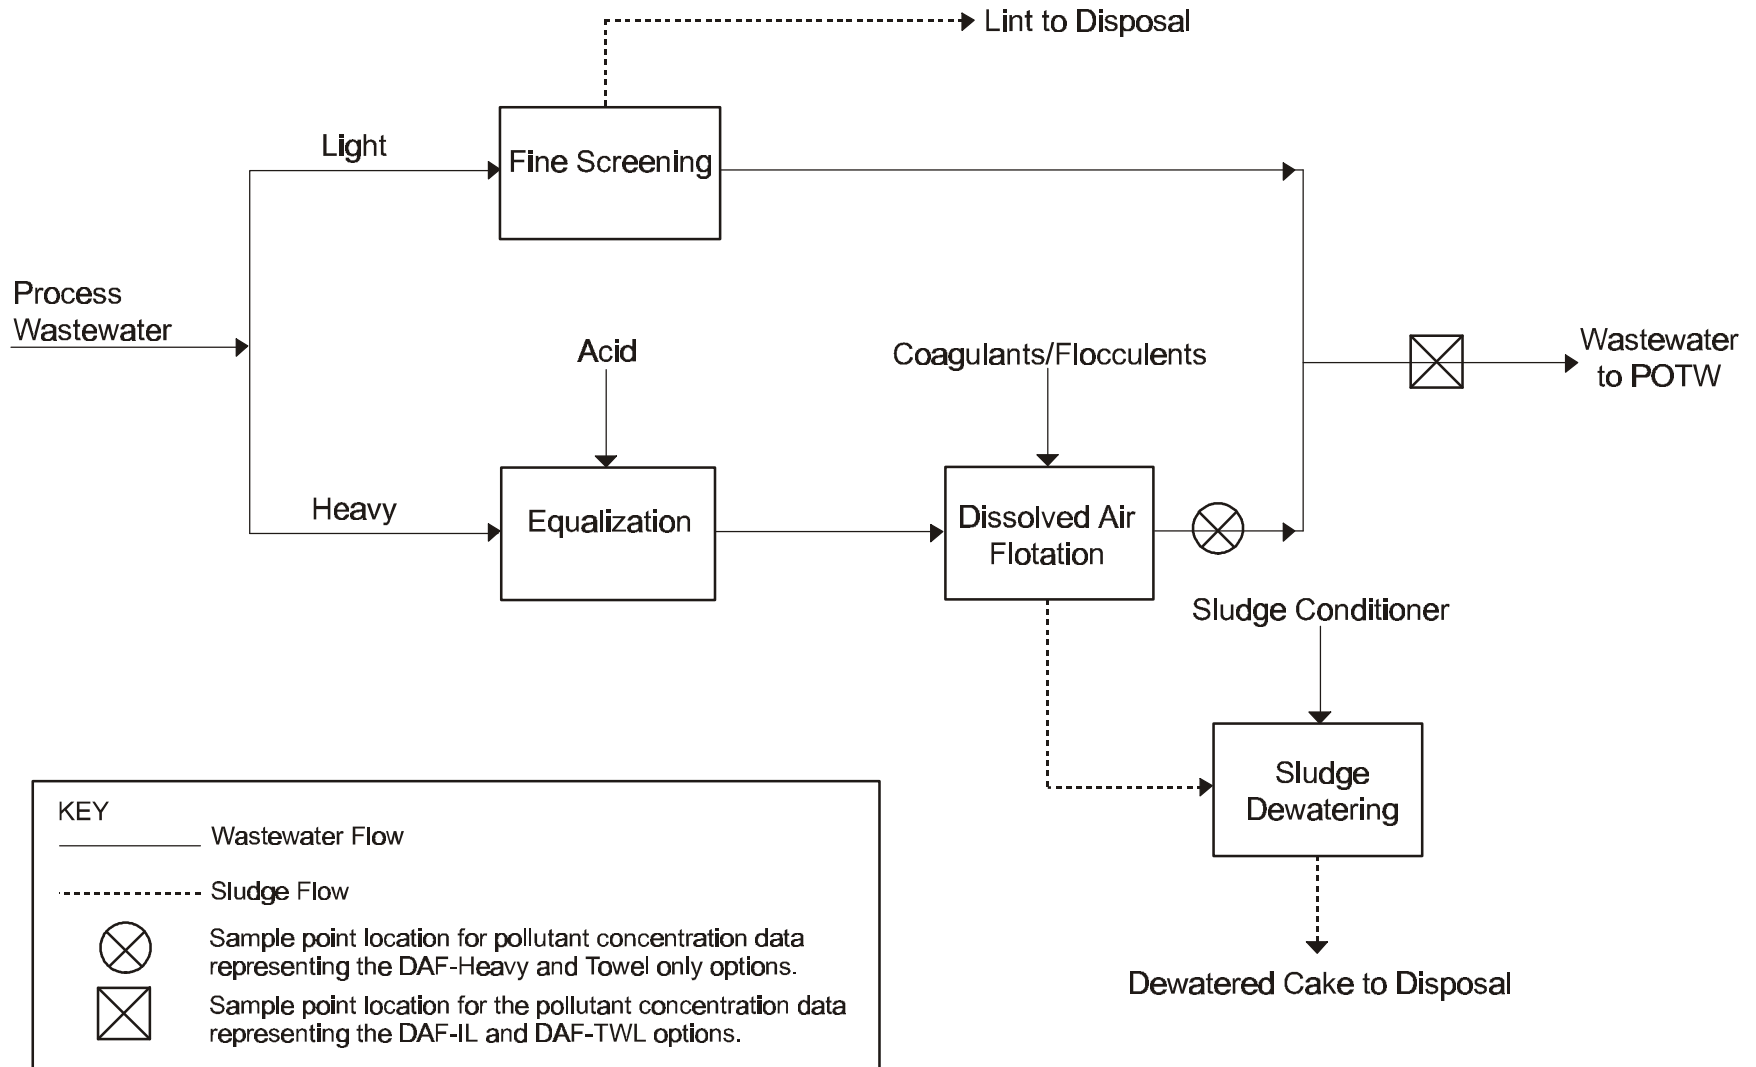 Lint to Disposal
Light
Fine Screening
Process
Wastewater
Acid
Coagulants/Flocculents
Wastewater
to POTW
Heavy
Equalization
Dissolved Air
Flotation
Sludge Conditioner
Sludge
Dewatering
Dewatered Cake to Disposal
KEY
Wastewater Flow
Sludge Flow
Sample point location for pollutant concentration data
representing the DAF-Heavy and Towel only options.
Sample point location for the pollutant concentration data
representing the DAF-IL and DAF-TWL options.